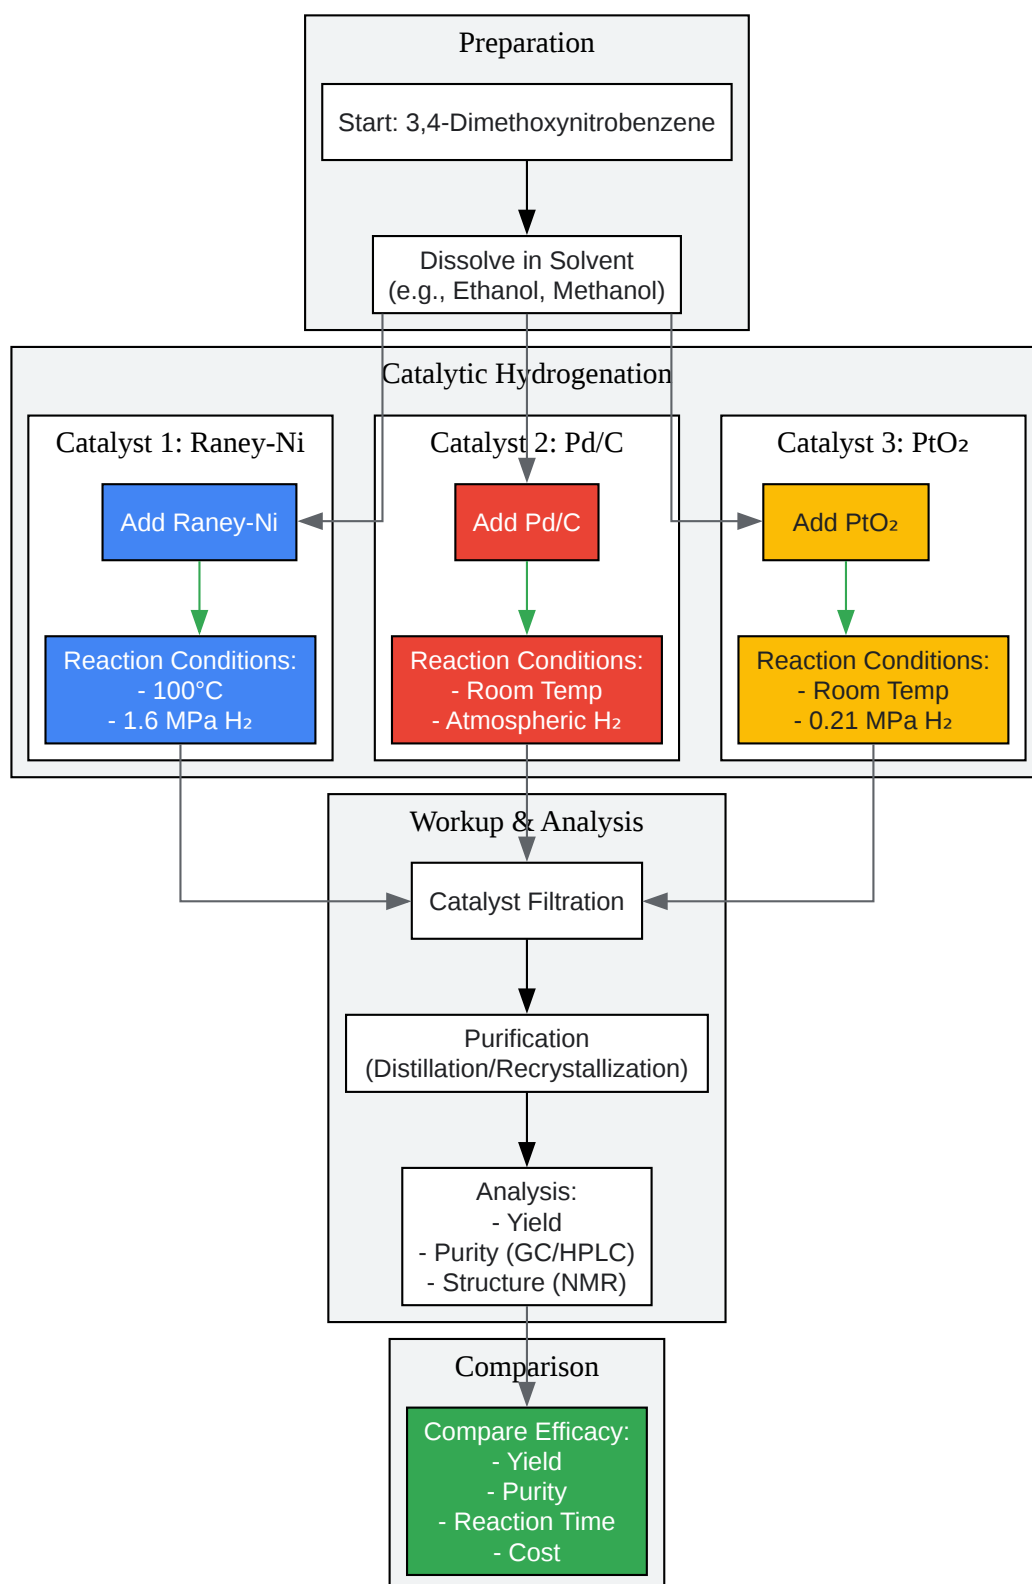 Preparation
Start: 3,4-Dimethoxynitrobenzene
Dissolve in Solvent
(e.g., Ethanol, Methanol)
Catalytic Hydrogenation
Catalyst 1: Raney-Ni
Add Raney-Ni
Reaction Conditions:
- 100°C
- 1.6 MPa H₂
Catalyst 2: Pd/C
Add Pd/C
Reaction Conditions:
- Room Temp
- Atmospheric H₂
Catalyst 3: PtO₂
Add PtO₂
Reaction Conditions:
- Room Temp
- 0.21 MPa H₂
Workup & Analysis
Catalyst Filtration
Purification
(Distillation/Recrystallization)
Analysis:
- Yield
- Purity (GC/HPLC)
- Structure (NMR)
Comparison
Compare Efficacy:
- Yield
- Purity
- Reaction Time
- Cost